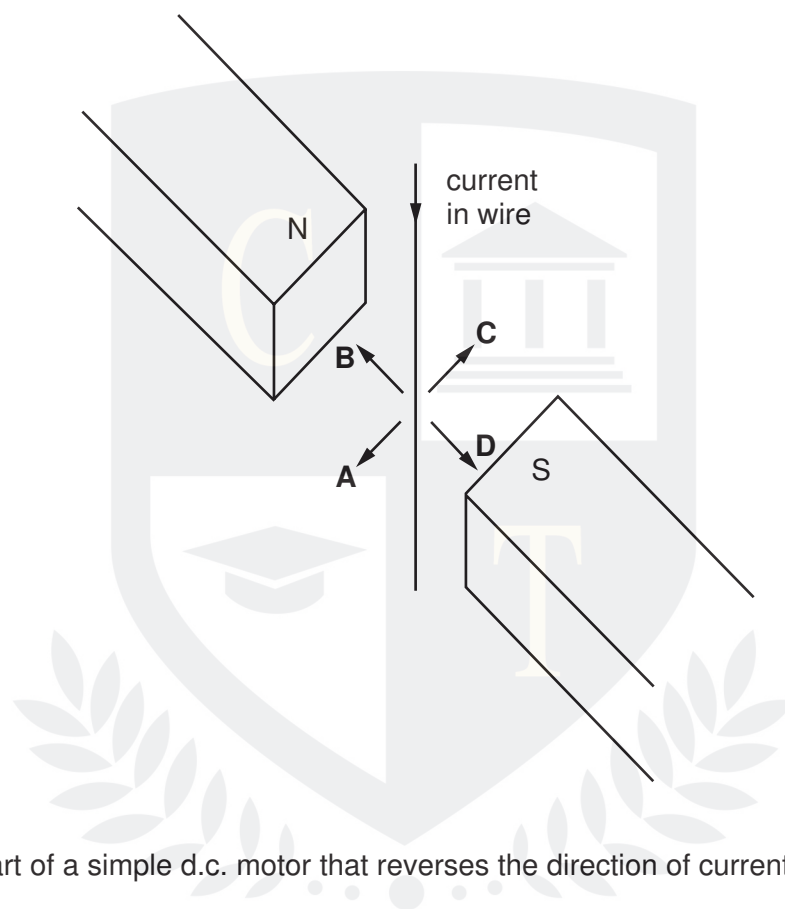 current
in wire
N
B
C
A
D
S
C
T
art of a simple d.c. motor that reverses the direction of current